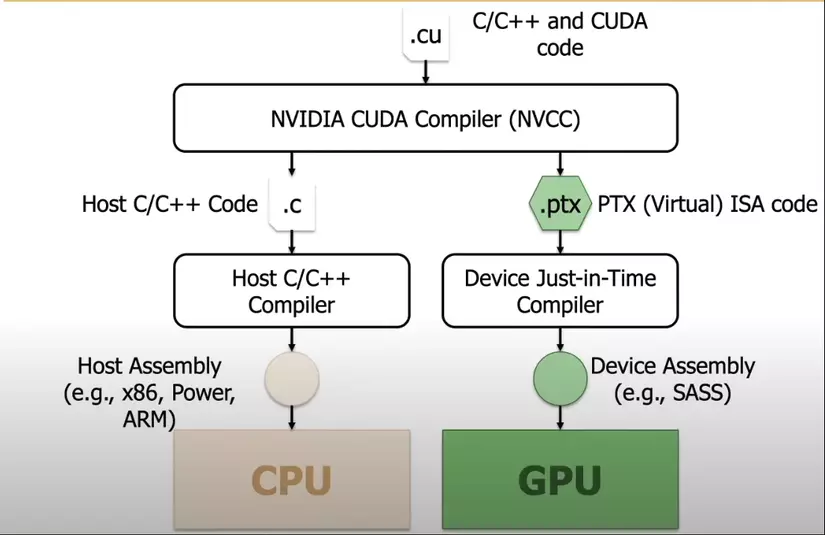 .cu
C/C++ and CUDA
code
NVIDIA CUDA Compiler (NVCC)
Host C/C++ Code
.c
.ptx
PTX (Virtual) ISA code
Host C/C++
Compiler
Device Just-in-Time
Compiler
Host Assembly
(e.g., x86, Power,
ARM)
Device Assembly
(e.g., SASS)
CPU
GPU